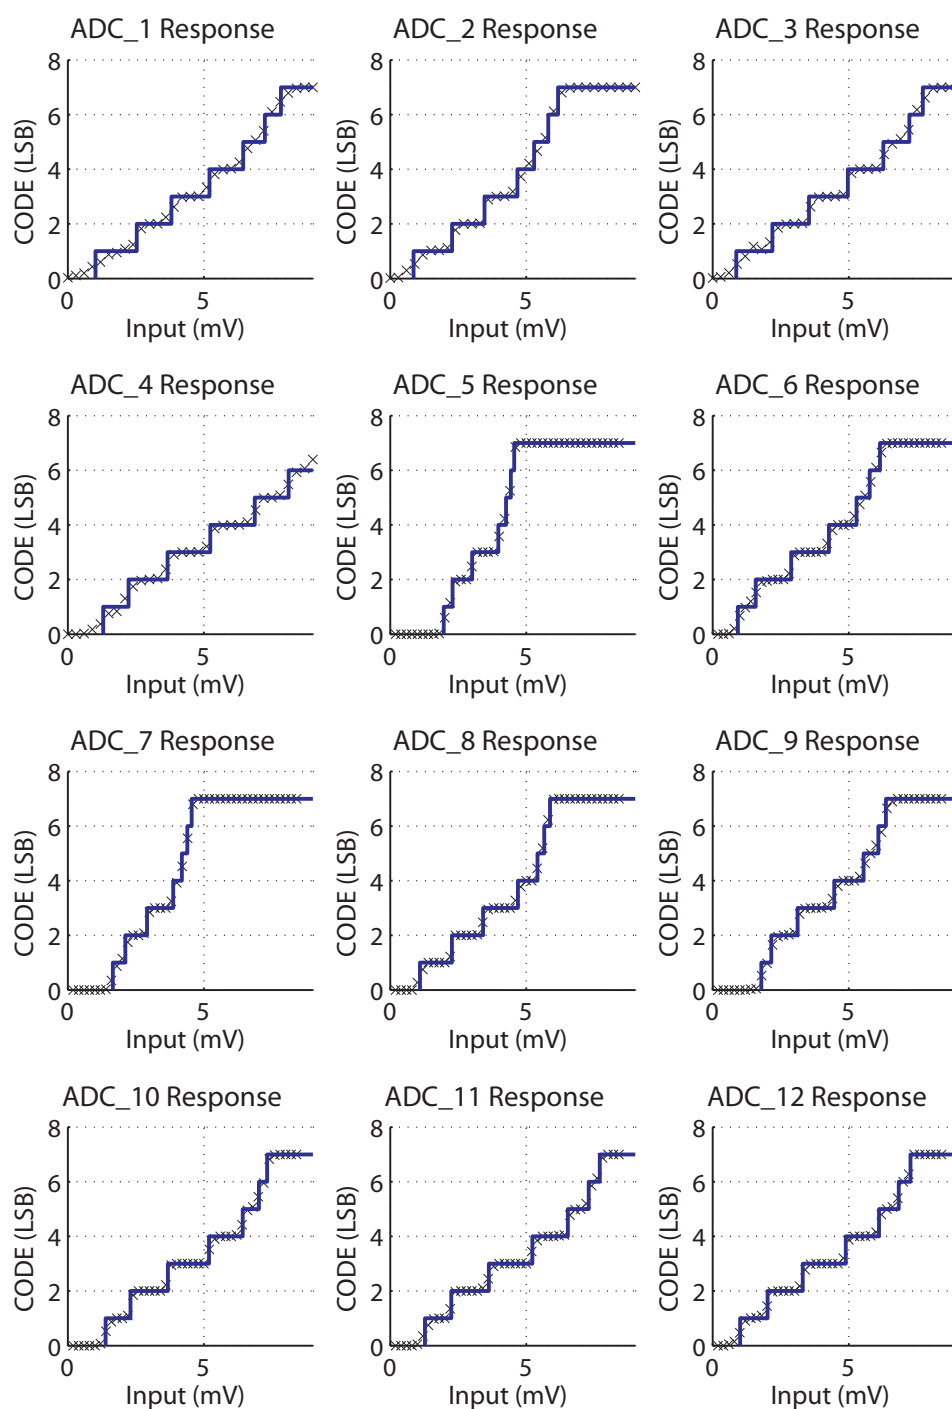 ADC_1 Response
ADC_2 Response
ADC_3 Response
8
6
4
2
0
CODE (LSB)
0
5
Input (mV)
8
6
4
2
0
CODE (LSB)
0
5
Input (mV)
8
6
4
2
0
CODE (LSB)
0
5
Input (mV)
ADC_4 Response
ADC_5 Response
ADC_6 Response
8
6
4
2
0
CODE (LSB)
0
5
Input (mV)
8
6
4
2
0
CODE (LSB)
0
5
Input (mV)
8
6
4
2
0
CODE (LSB)
0
5
Input (mV)
ADC_7 Response
ADC_8 Response
ADC_9 Response
8
6
4
2
0
CODE (LSB)
0
5
Input (mV)
8
6
4
2
0
CODE (LSB)
0
5
Input (mV)
8
6
4
2
0
CODE (LSB)
0
5
Input (mV)
ADC_10 Response
ADC_11 Response
ADC_12 Response
8
6
4
2
0
CODE (LSB)
0
5
Input (mV)
8
6
4
2
0
CODE (LSB)
0
5
Input (mV)
8
6
4
2
0
CODE (LSB)
0
5
Input (mV)